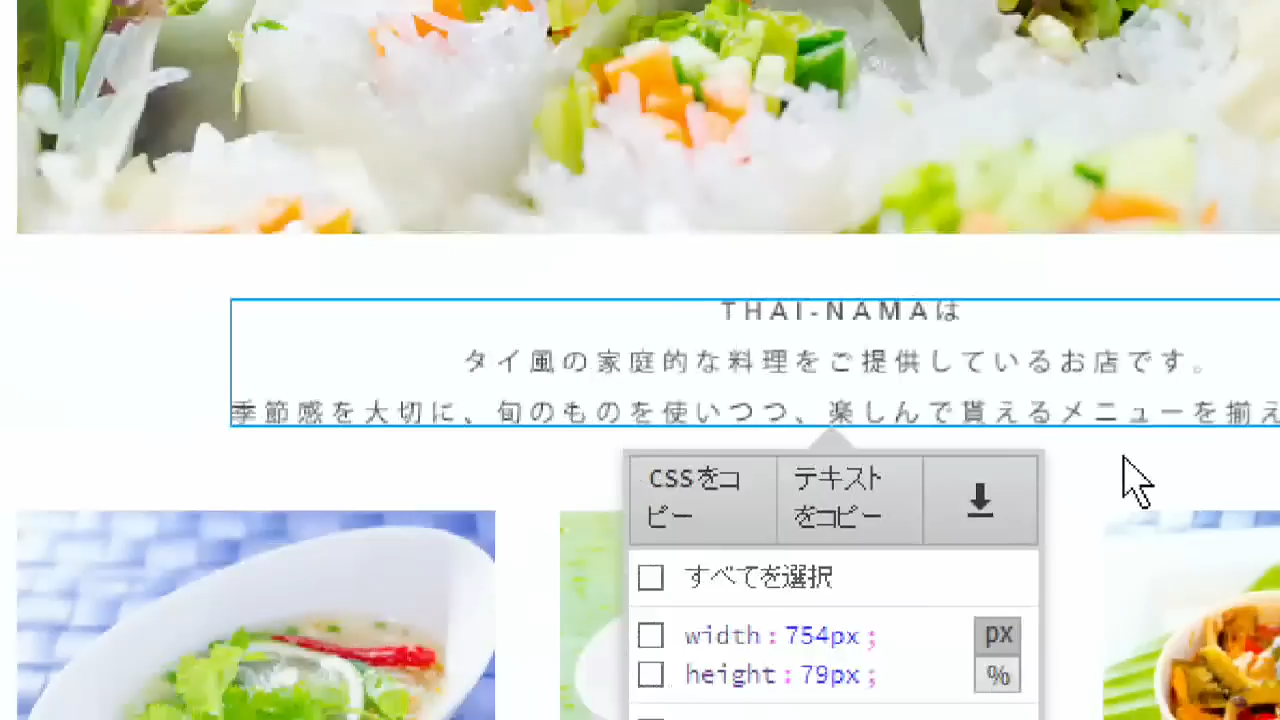 THAI-NAMAは
タイ風の家庭的な料理をご提供しているお店です。
季節感を大切に、旬のものを使いつつ、楽しんで貰えるメニューを揃え
CSSをコピー
テキストをコピー
すべてを選択
width:754px;
px
height:79px;
%